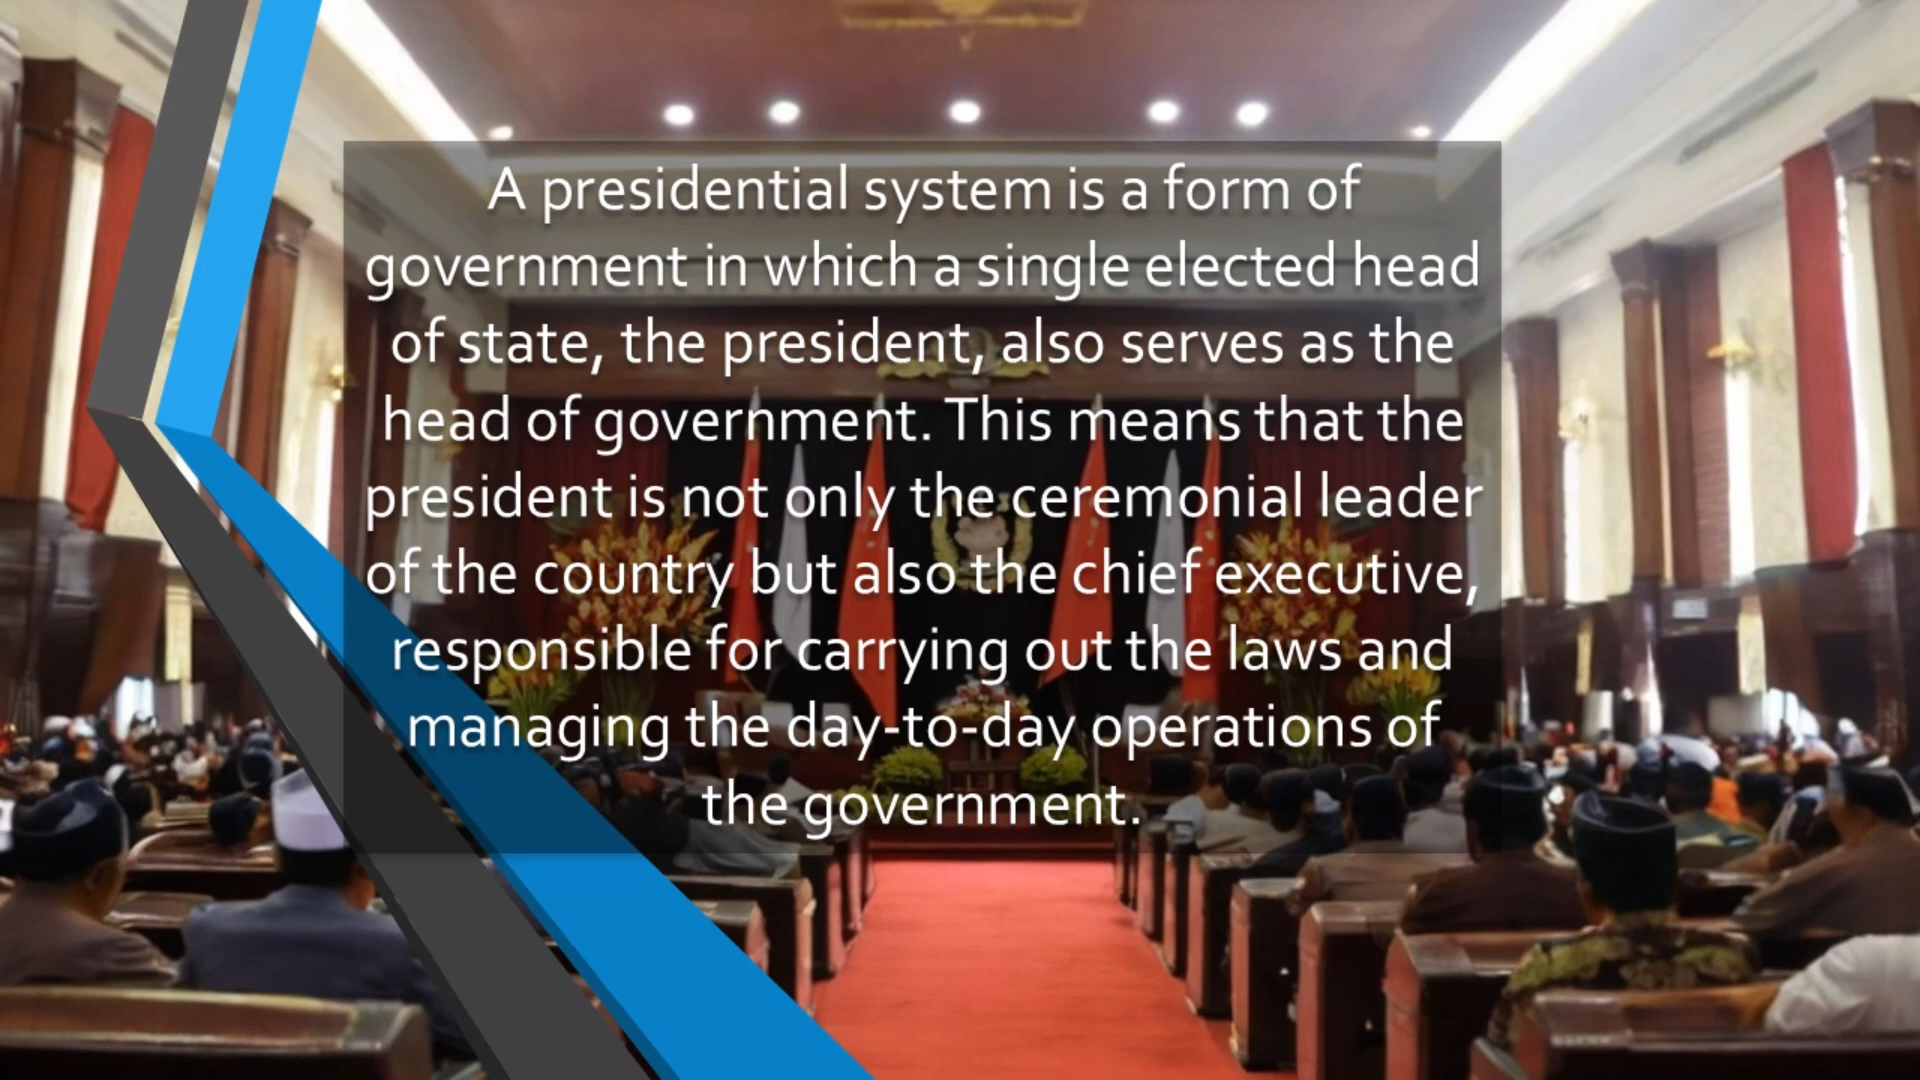 A presidential system is a form of
government in which a single elected head
of state, the president, also serves as the
head of government. This means that the
president is not only the ceremonial leader
of the country but also the chief executive,
responsible for carrying out the laws and
managing the day-to-day operations of
the government.